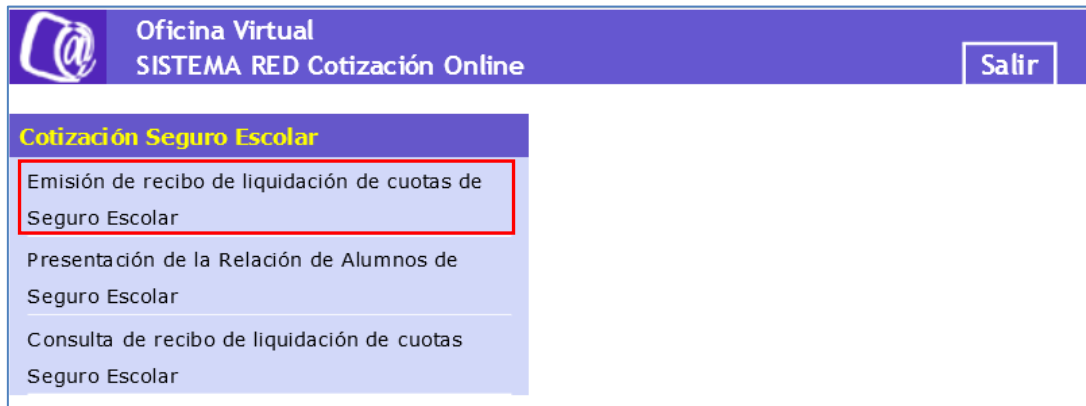 Oficina Virtual
SISTEMA RED Cotización Online
Salir
Cotización Seguro Escolar
Emisión de recibo de liquidación de cuotas de
Seguro Escolar
Presentación de la Relación de Alumnos de
Seguro Escolar
Consulta de recibo de liquidación de cuotas
Seguro Escolar